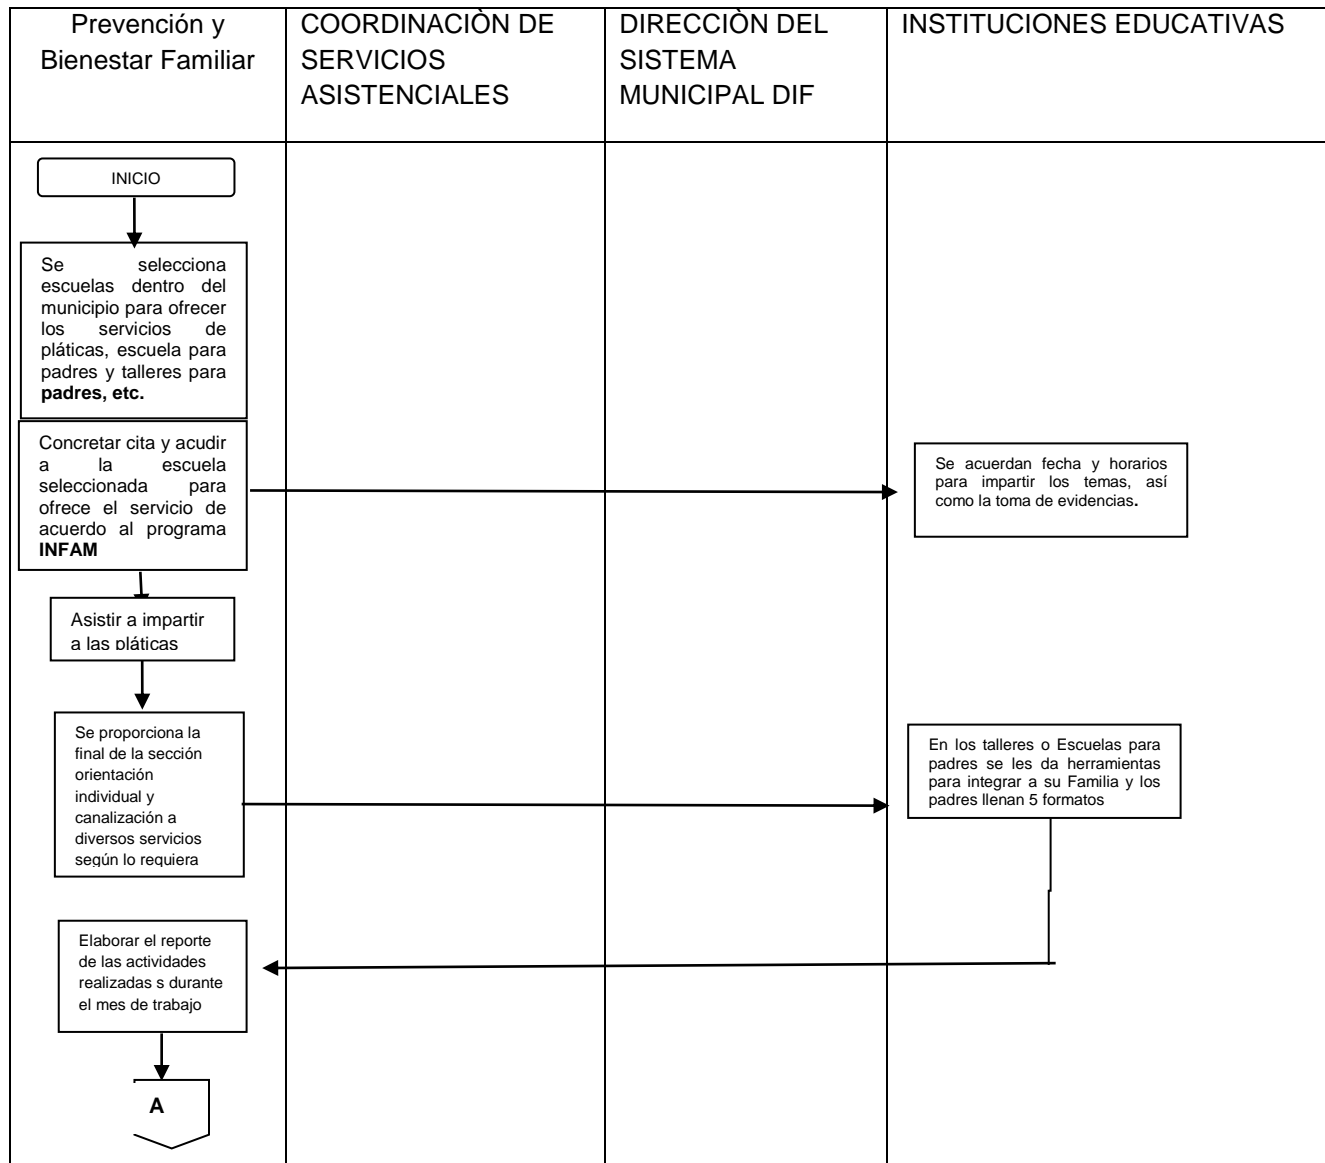 Prevención y
Bienestar Familiar
COORDINACIÒN DE
SERVICIOS
ASISTENCIALES
DIRECCIÒN DEL
SISTEMA
MUNICIPAL DIF
INSTITUCIONES EDUCATIVAS
INICIO
Se selecciona
escuelas dentro del
municipio para ofrecer
los servicios de
pláticas, escuela para
padres y talleres para
padres, etc.
Concretar cita y acudir
a la escuela
seleccionada para
ofrece el servicio de
acuerdo al programa
INFAM
Se acuerdan fecha y horarios
para impartir los temas, así
como la toma de evidencias.
Asistir a impartir
a las pláticas
Se proporciona la
final de la sección
orientación
individual y
canalización a
diversos servicios
según lo requiera
En los talleres o Escuelas para
padres se les da herramientas
para integrar a su Familia y los
padres llenan 5 formatos
Elaborar el reporte
de las actividades
realizadas s durante
el mes de trabajo
A